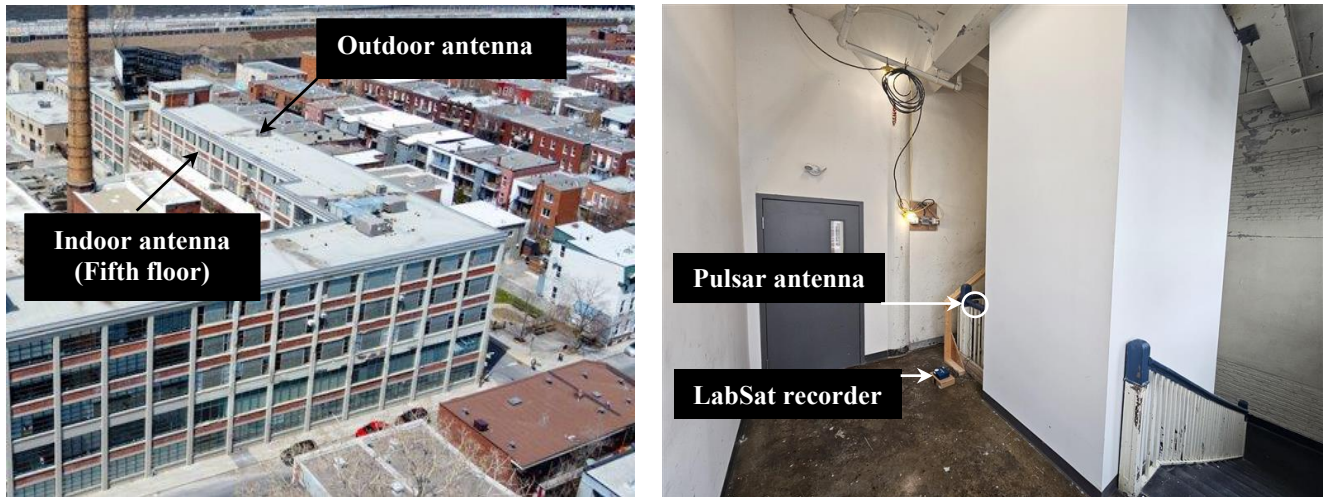 Outdoor antenna
Indoor antenna
(Fifth floor)
Pulsar antenna
LabSat recorder